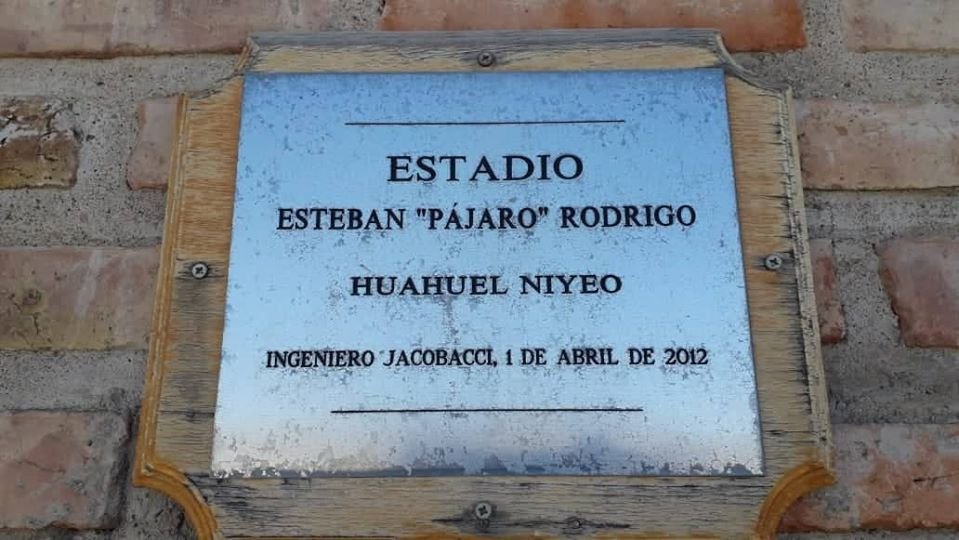 ESTADIO
ESTEBAN "PÁJARO" RODRIGO
HUAHUEL NIYEO
INGENIERO JACOBACCI, 1 DE ABRIL DE 2012